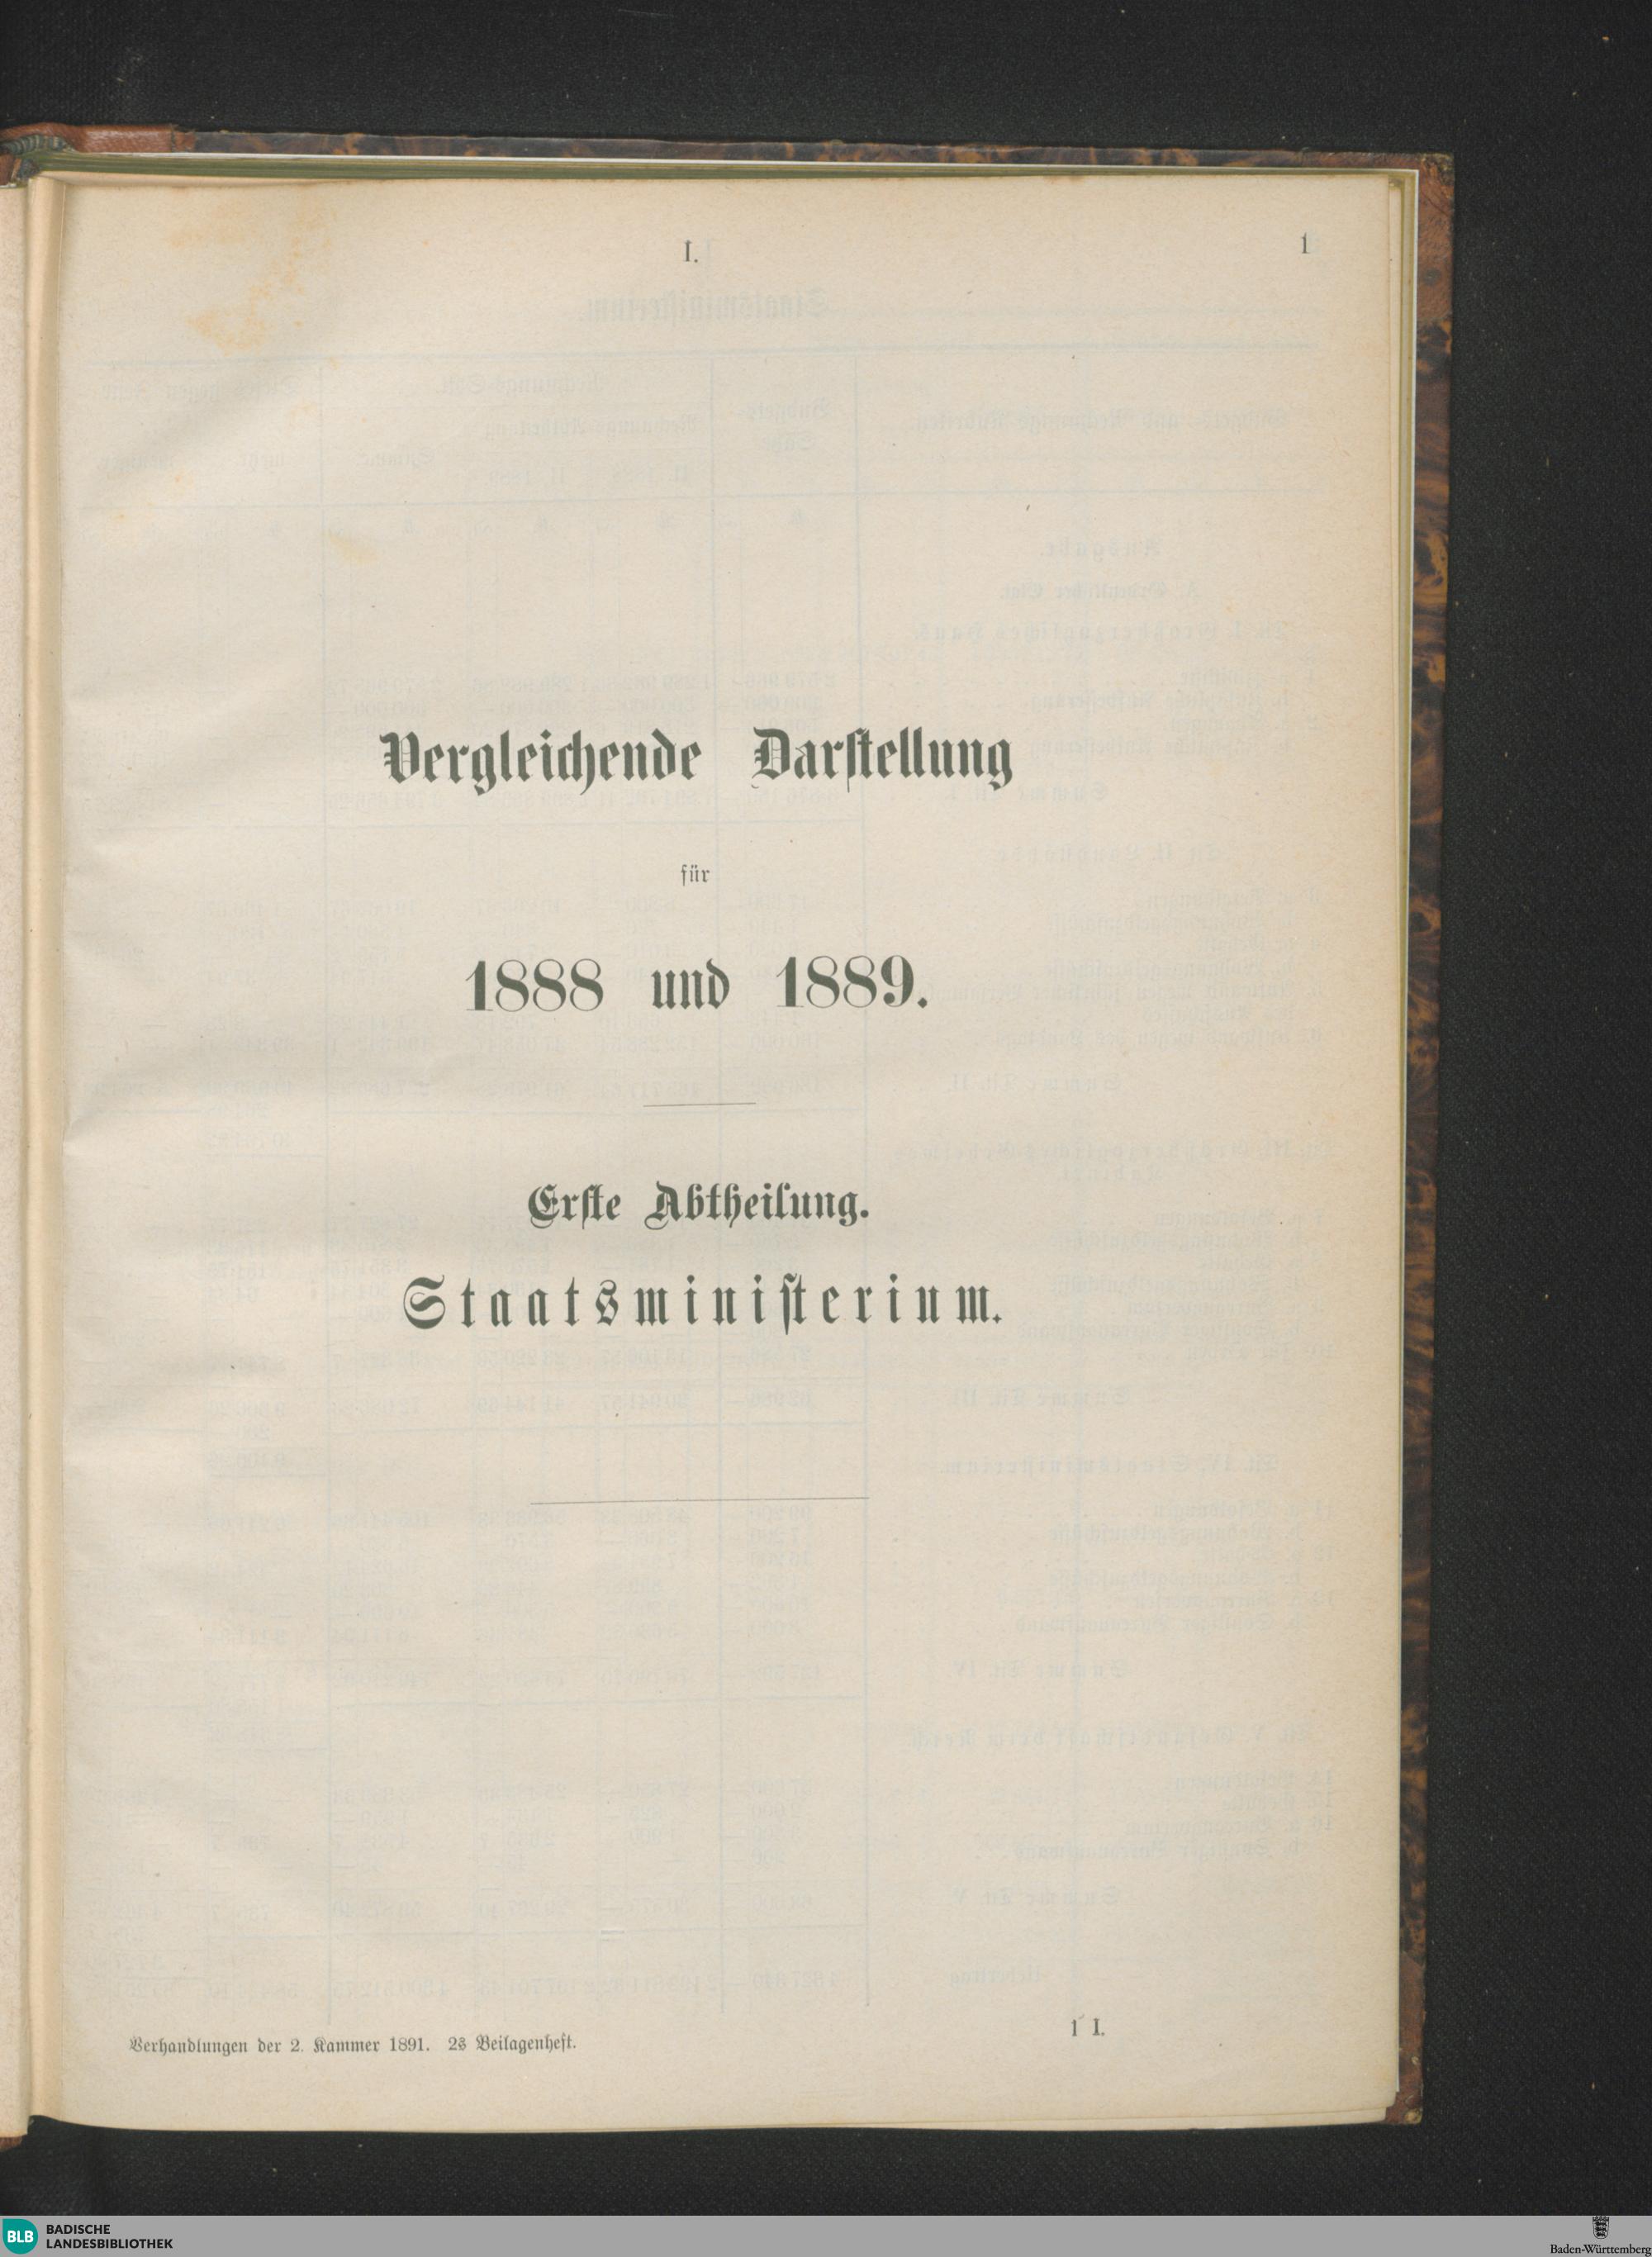 I.
1
Vergleichende Darstellung
für
1888 und 1889.
Erste Abtheilung.
Staatsministerium.
Verhandlungen der 2. Kammer 1891. 2s Beilagenheft.
1 I.
BLB
BADISCHE
LANDESBIBLIOTHEK
Baden-Württemberg